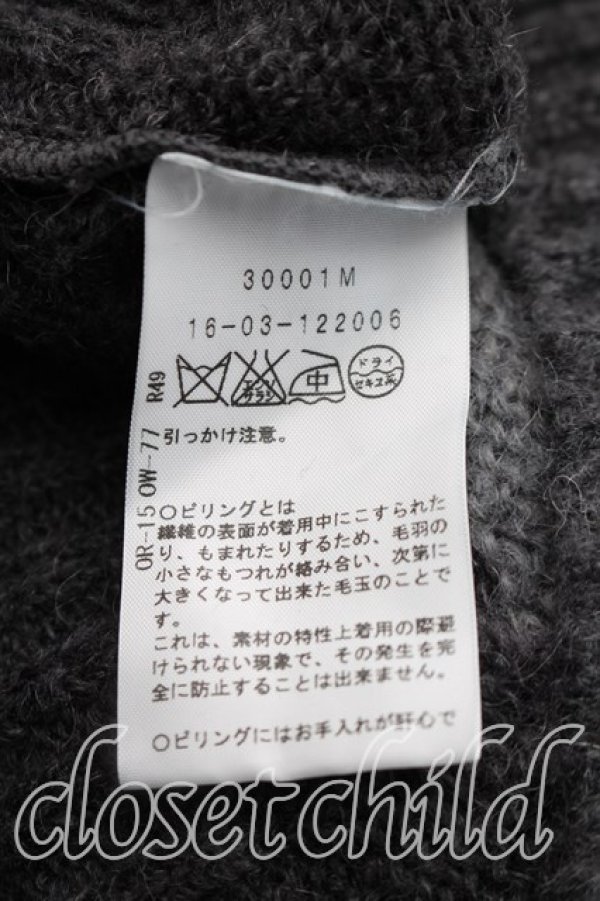 30001M
16-03-122006
エンソ
サラシ
中
ドライ
セキユ系
引っかけ注意。
OR-15 OW-77 R49
○ピリングとは
繊維の表面が着用中にこすられた
り、もまれたりするため、毛羽の
小さなもつれが絡み合い、次第に
大きくなって出来た毛玉のことで
す。
これは、素材の特性上着用の際避
けられない現象で、その発生を完
全に防止することは出来ません。
○ピリングにはお手入れが肝心で
closetchild